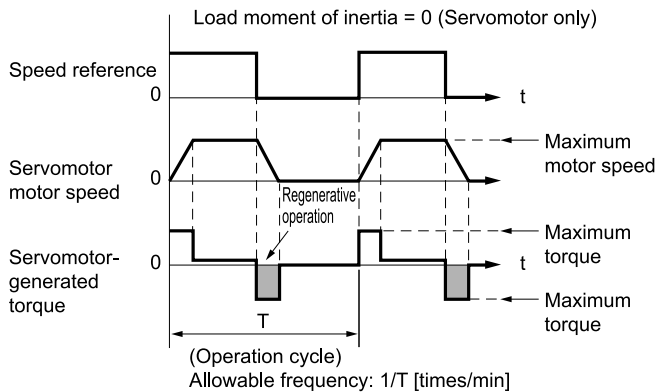 Load moment of inertia = 0 (Servomotor only)
Speed reference
0
t
Servomotor
motor speed
0
Maximum
motor speed
Regenerative
operation
Servomotor-
generated
torque
0
t
Maximum
torque
Maximum
torque
T
(Operation cycle)
Allowable frequency: 1/T [times/min]